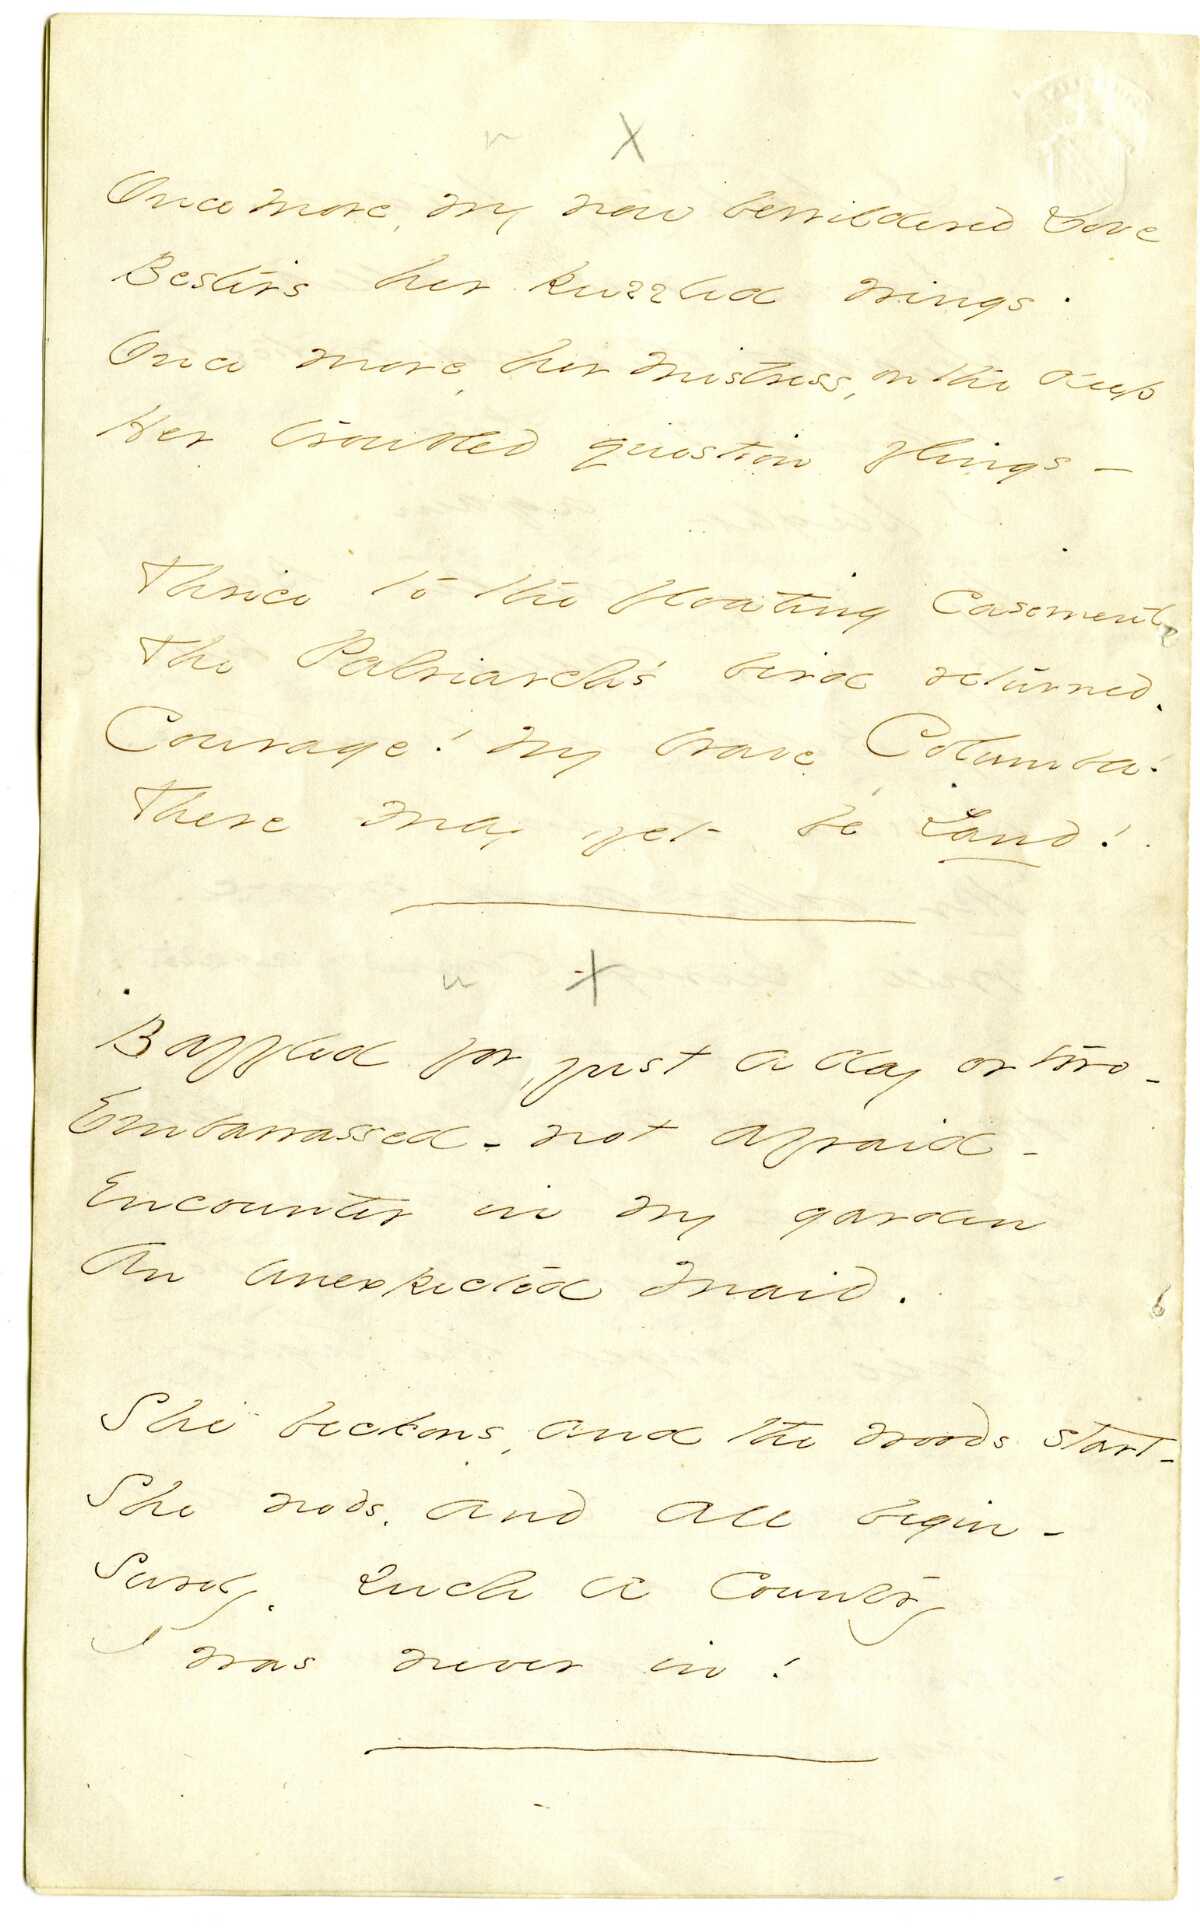 X
Once more, my now bewildered Dove
Bestirs her puzzled wings.
Once more, her mistress, on the deep
Her troubled question flings -
Thrice to the floating casement
The Patriarch's bird returned.
Courage! My brave Columba!
There may yet be Land!
X
Baffled for just a day or two -
Embarrassed - not afraid -
Encounter in my garden
An unexpected Maid.
She beckons, and the woods start -
She nods, and all begin -
Surely, such a country
I was never in!